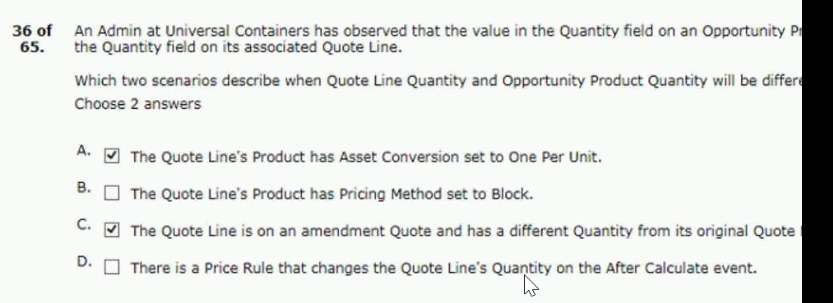 36 of 65. An Admin at Universal Containers has observed that the value in the Quantity field on an Opportunity
the Quantity field on its associated Quote Line.
Which two scenarios describe when Quote Line Quantity and Opportunity Product Quantity will be
Choose 2 answers
A. The Quote Line's Product has Asset Conversion set to One Per Unit.
B. The Quote Line's Product has Pricing Method set to Block.
C. The Quote Line is on an amendment Quote and has a different Quantity from its original Quote
D. There is a Price Rule that changes the Quote Line's Quantity on the After Calculate event.